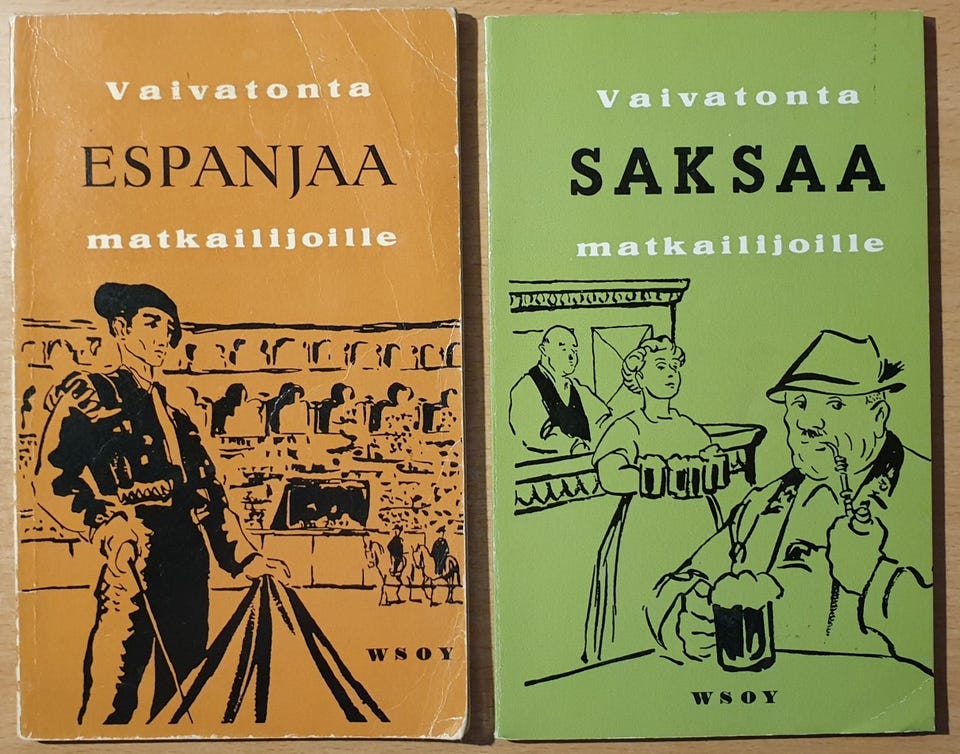 Vaivatonta
ESPANJAA
matkailijoille
WSOY
Vaivatonta
SAKSAA
matkailijoille
WSOY